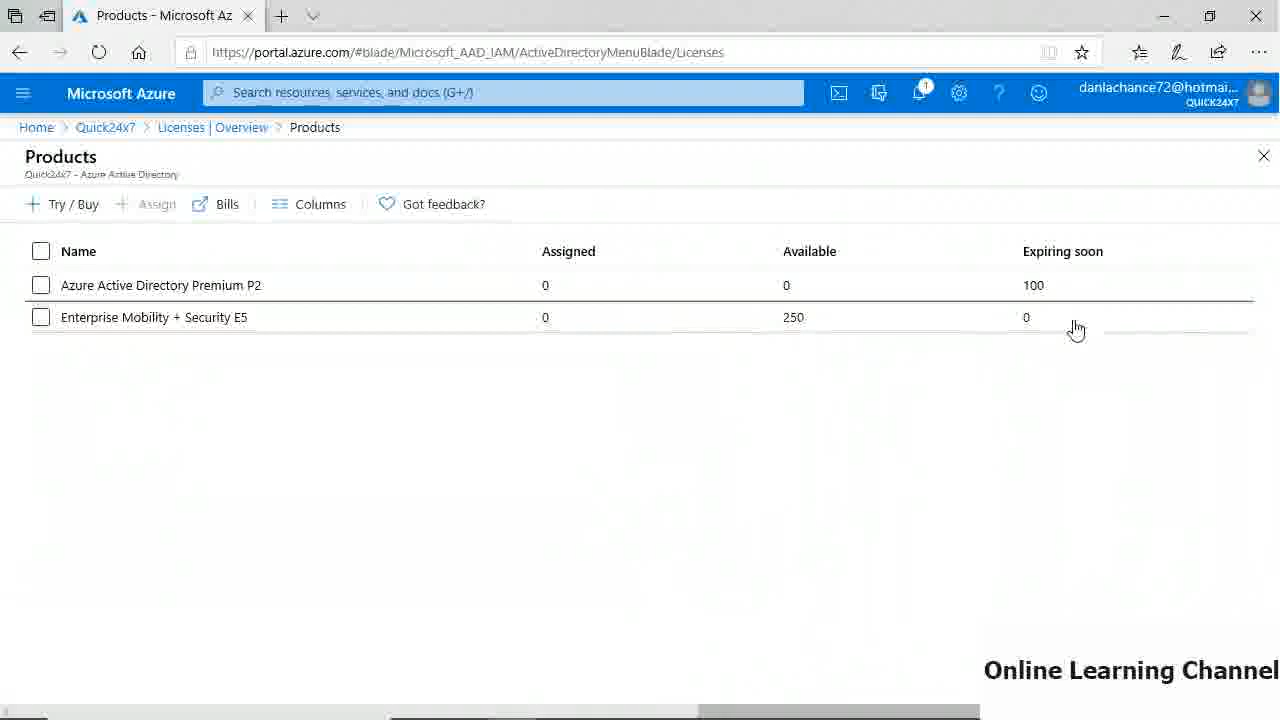 Products - Microsoft Az
https://portal.azure.com/#blade/Microsoft_AAD_IAM/ActiveDirectoryMenuBlade/Licenses
Microsoft Azure
Search resources, services, and docs (G+/)
1
danlachance72@hotmai...
QUICK24X7
Home > Quick24x7 > Licenses | Overview > Products
Products
Quick24x7 - Azure Active Directory
Try / Buy Assign Bills Columns Got feedback?
Name Assigned Available Expiring soon
Azure Active Directory Premium P2 0 0 100
Enterprise Mobility + Security E5 0 250 0
Online Learning Channel